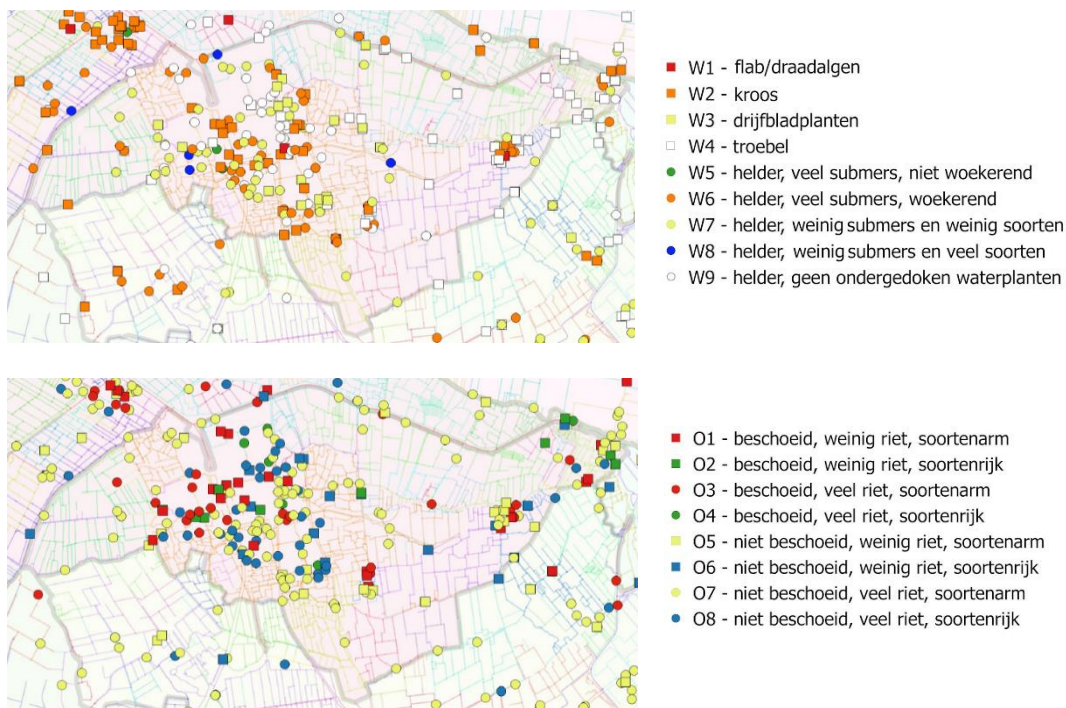 W1 - flab/draadalgen
W2 - kroos
W3 - drijfbladplanten
W4 - troebel
W5 - helder, veel submers, niet woekerend
W6 - helder, veel submers, woekerend
W7 - helder, weinig submers en weinig soorten
W8 - helder, weinig submers en veel soorten
W9 - helder, geen ondergedoken waterplanten
O1 - beschoeid, weinig riet, soortenarm
O2 - beschoeid, weinig riet, soortenrijk
O3 - beschoeid, veel riet, soortenarm
O4 - beschoeid, veel riet, soortenrijk
O5 - niet beschoeid, weinig riet, soortenarm
O6 - niet beschoeid, weinig riet, soortenrijk
O7 - niet beschoeid, veel riet, soortenarm
O8 - niet beschoeid, veel riet, soortenrijk